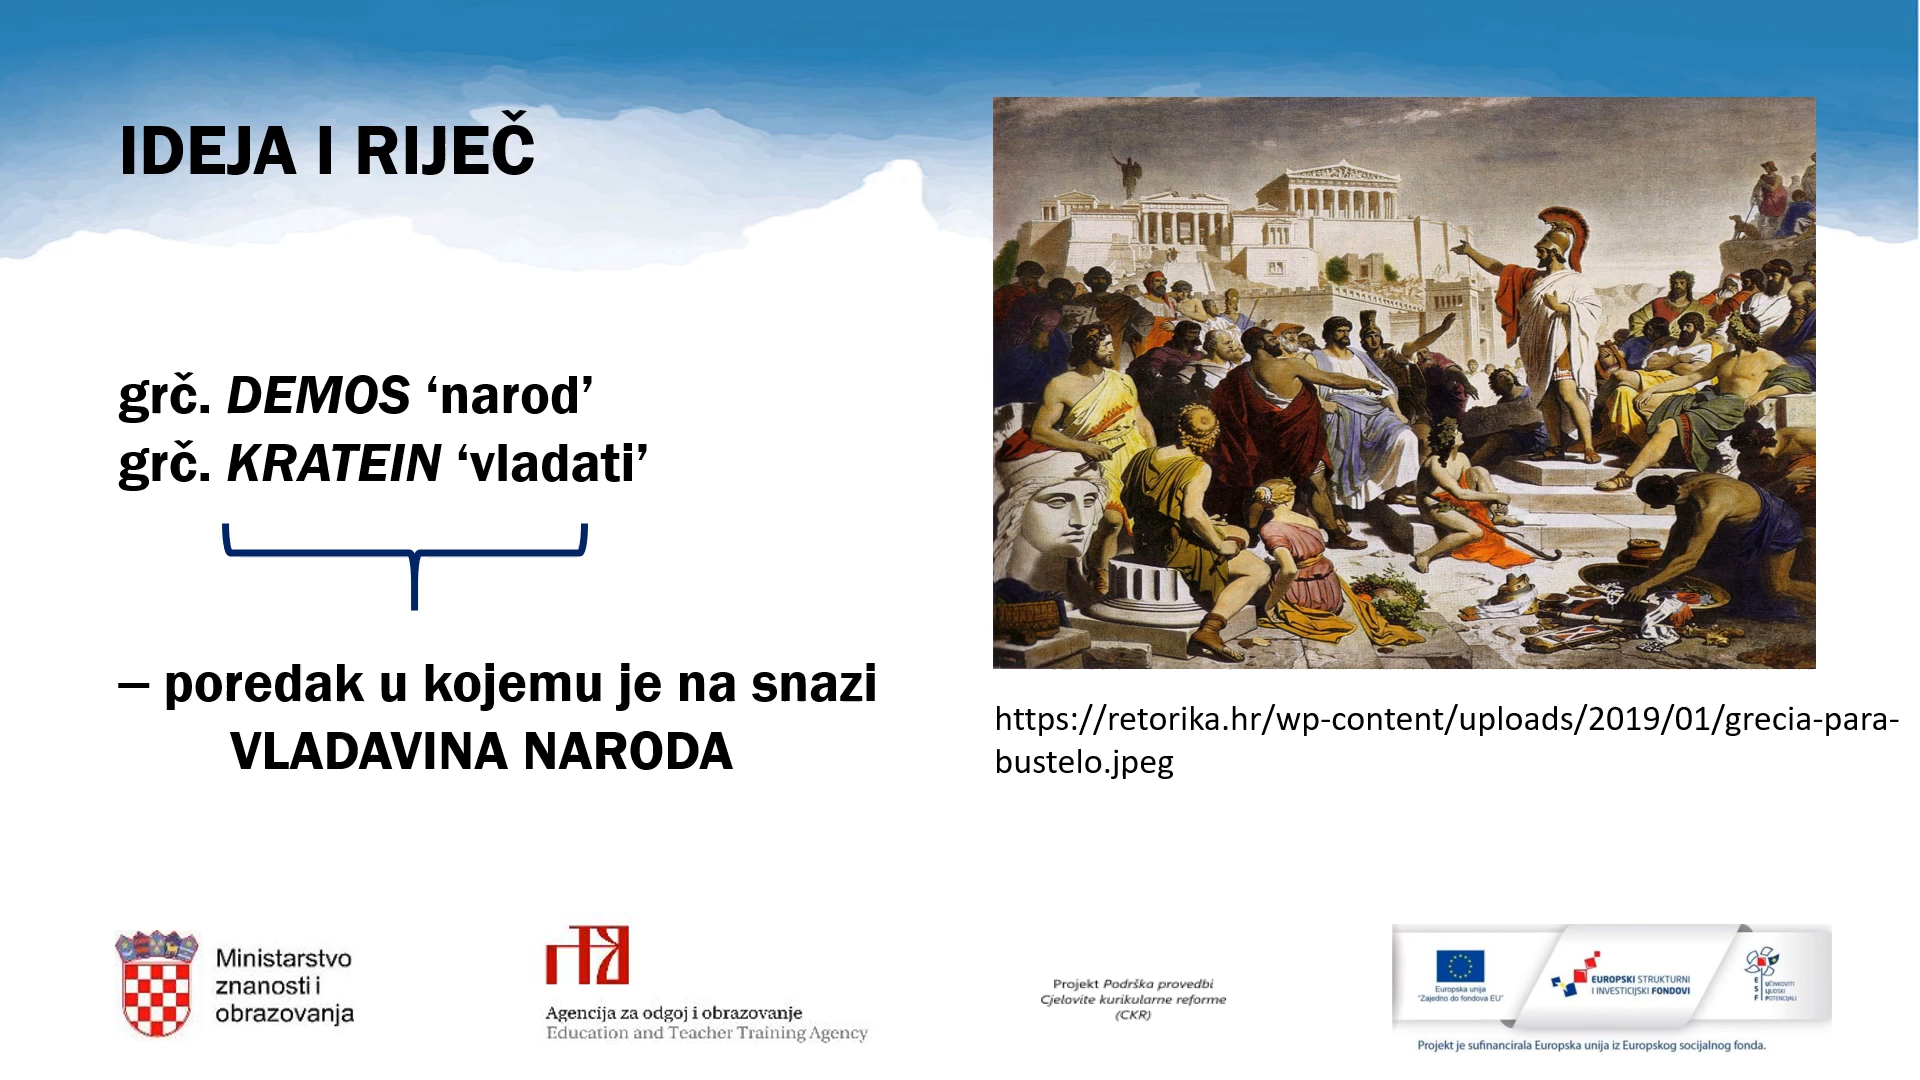 IDEJA I RIJEČ
grč. DEMOS ‘narod’
grč. KRATEIN ‘vladati’
– poredak u kojemu je na snazi
VLADAVINA NARODA
https://retorika.hr/wp-content/uploads/2019/01/grecia-para-
bustelo.jpeg
Ministarstvo
znanosti i
obrazovanja
Agencija za odgoj i obrazovanje
Education and Teacher Training Agency
Projekt Podrška provedbi
Cjelovite kurikularne reforme
(CKR)
Europska unija
"Zajedno do fondova EU"
EUROPSKI STRUKTURNI
I INVESTICIJSKI FONDOVI
ESF
UČINKOVITI
LJUDSKI
POTENCIJALI
Projekt je sufinancirala Europska unija iz Europskog socijalnog fonda.